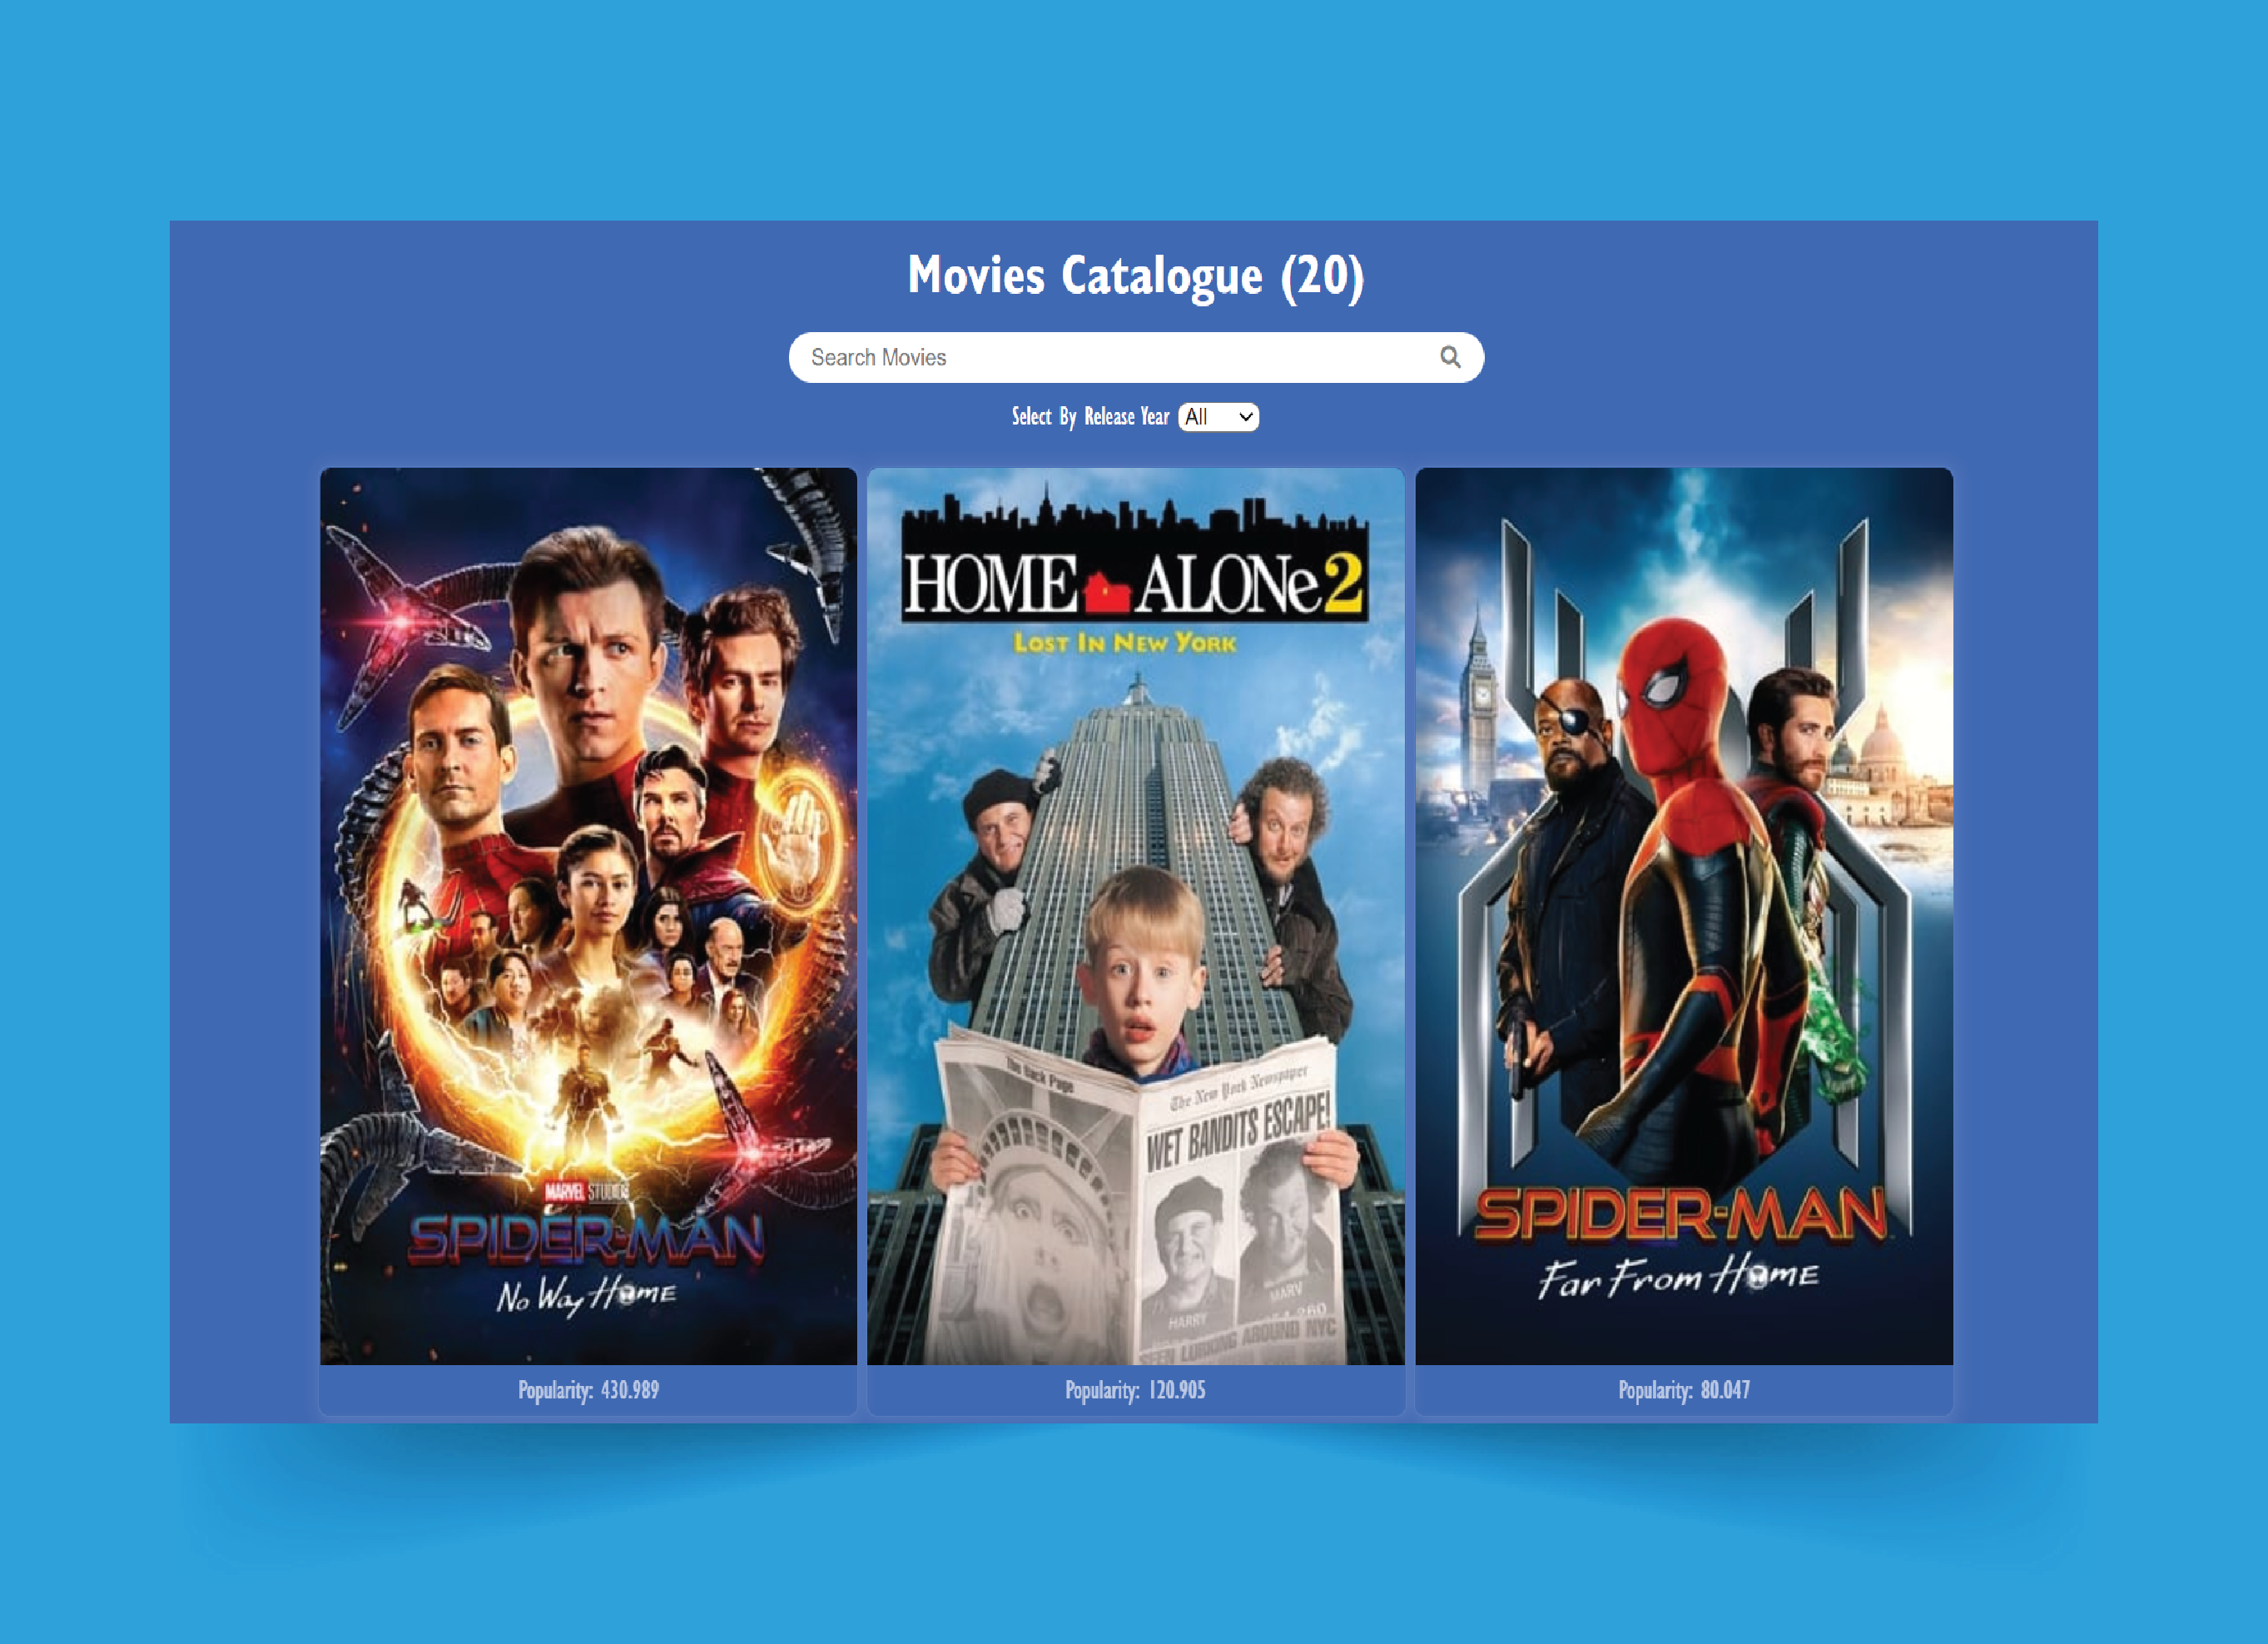 Movies Catalogue (20)
Search Movies
Select By Release Year All
MARVEL STUDIOS
SPIDER-MAN
No Way Home
Popularity: 430.989
HOME ALONe 2
LOST IN NEW YORK
The Back Page
The New York Newspaper
WET BANDITS ESCAPE!
HARRY
MARV
SEEN LURKING AROUND NYC
Popularity: 120.905
SPIDER-MAN
Far From Home
Popularity: 80.047